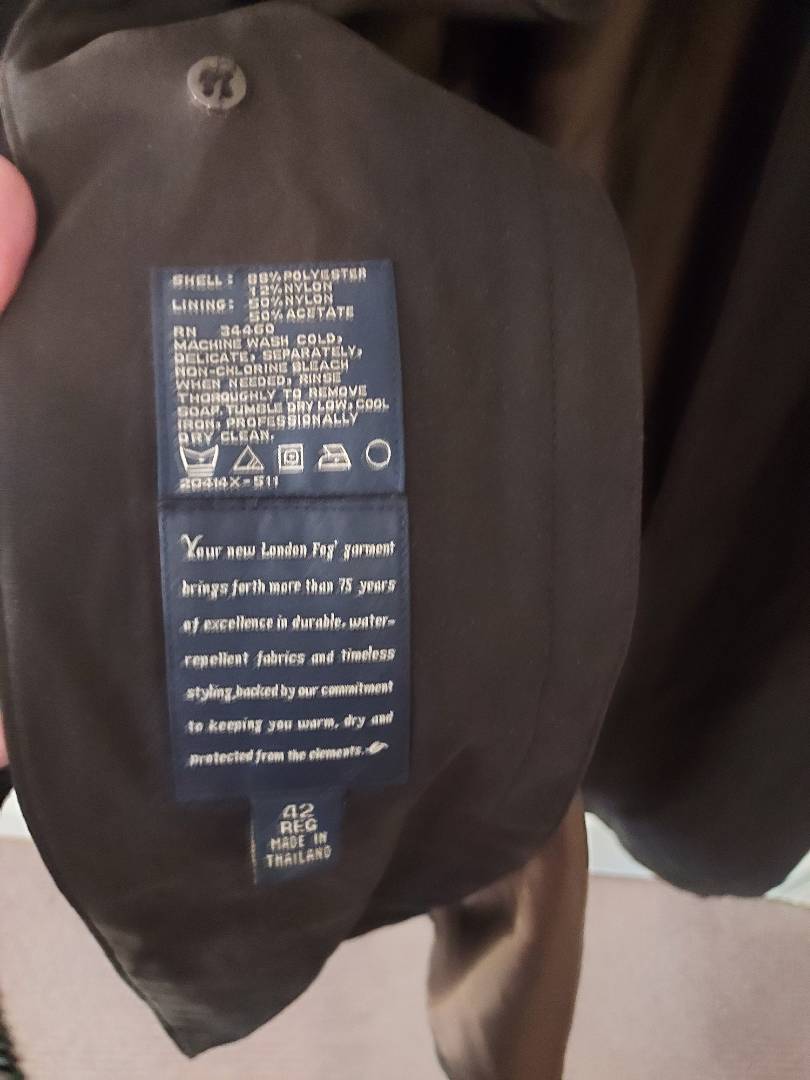 SHELL: 88% POLYESTER
12% NYLON
LINING: 50% NYLON
50% ACETATE
RN 34460
MACHINE WASH COLD,
DELICATE, SEPARATELY,
NON-CHLORINE BLEACH
WHEN NEEDED, RINSE
THOROUGHLY TO REMOVE
SOAP, TUMBLE DRY LOW, COOL
IRON, PROFESSIONALLY
DRY CLEAN.
20414X-511
Your new London Fog' garment
brings forth more than 75 years
of excellence in durable, water-
repellent fabrics and timeless
styling, backed by our commitment
to keeping you warm, dry and
protected from the elements.
42
REG
MADE IN
THAILAND